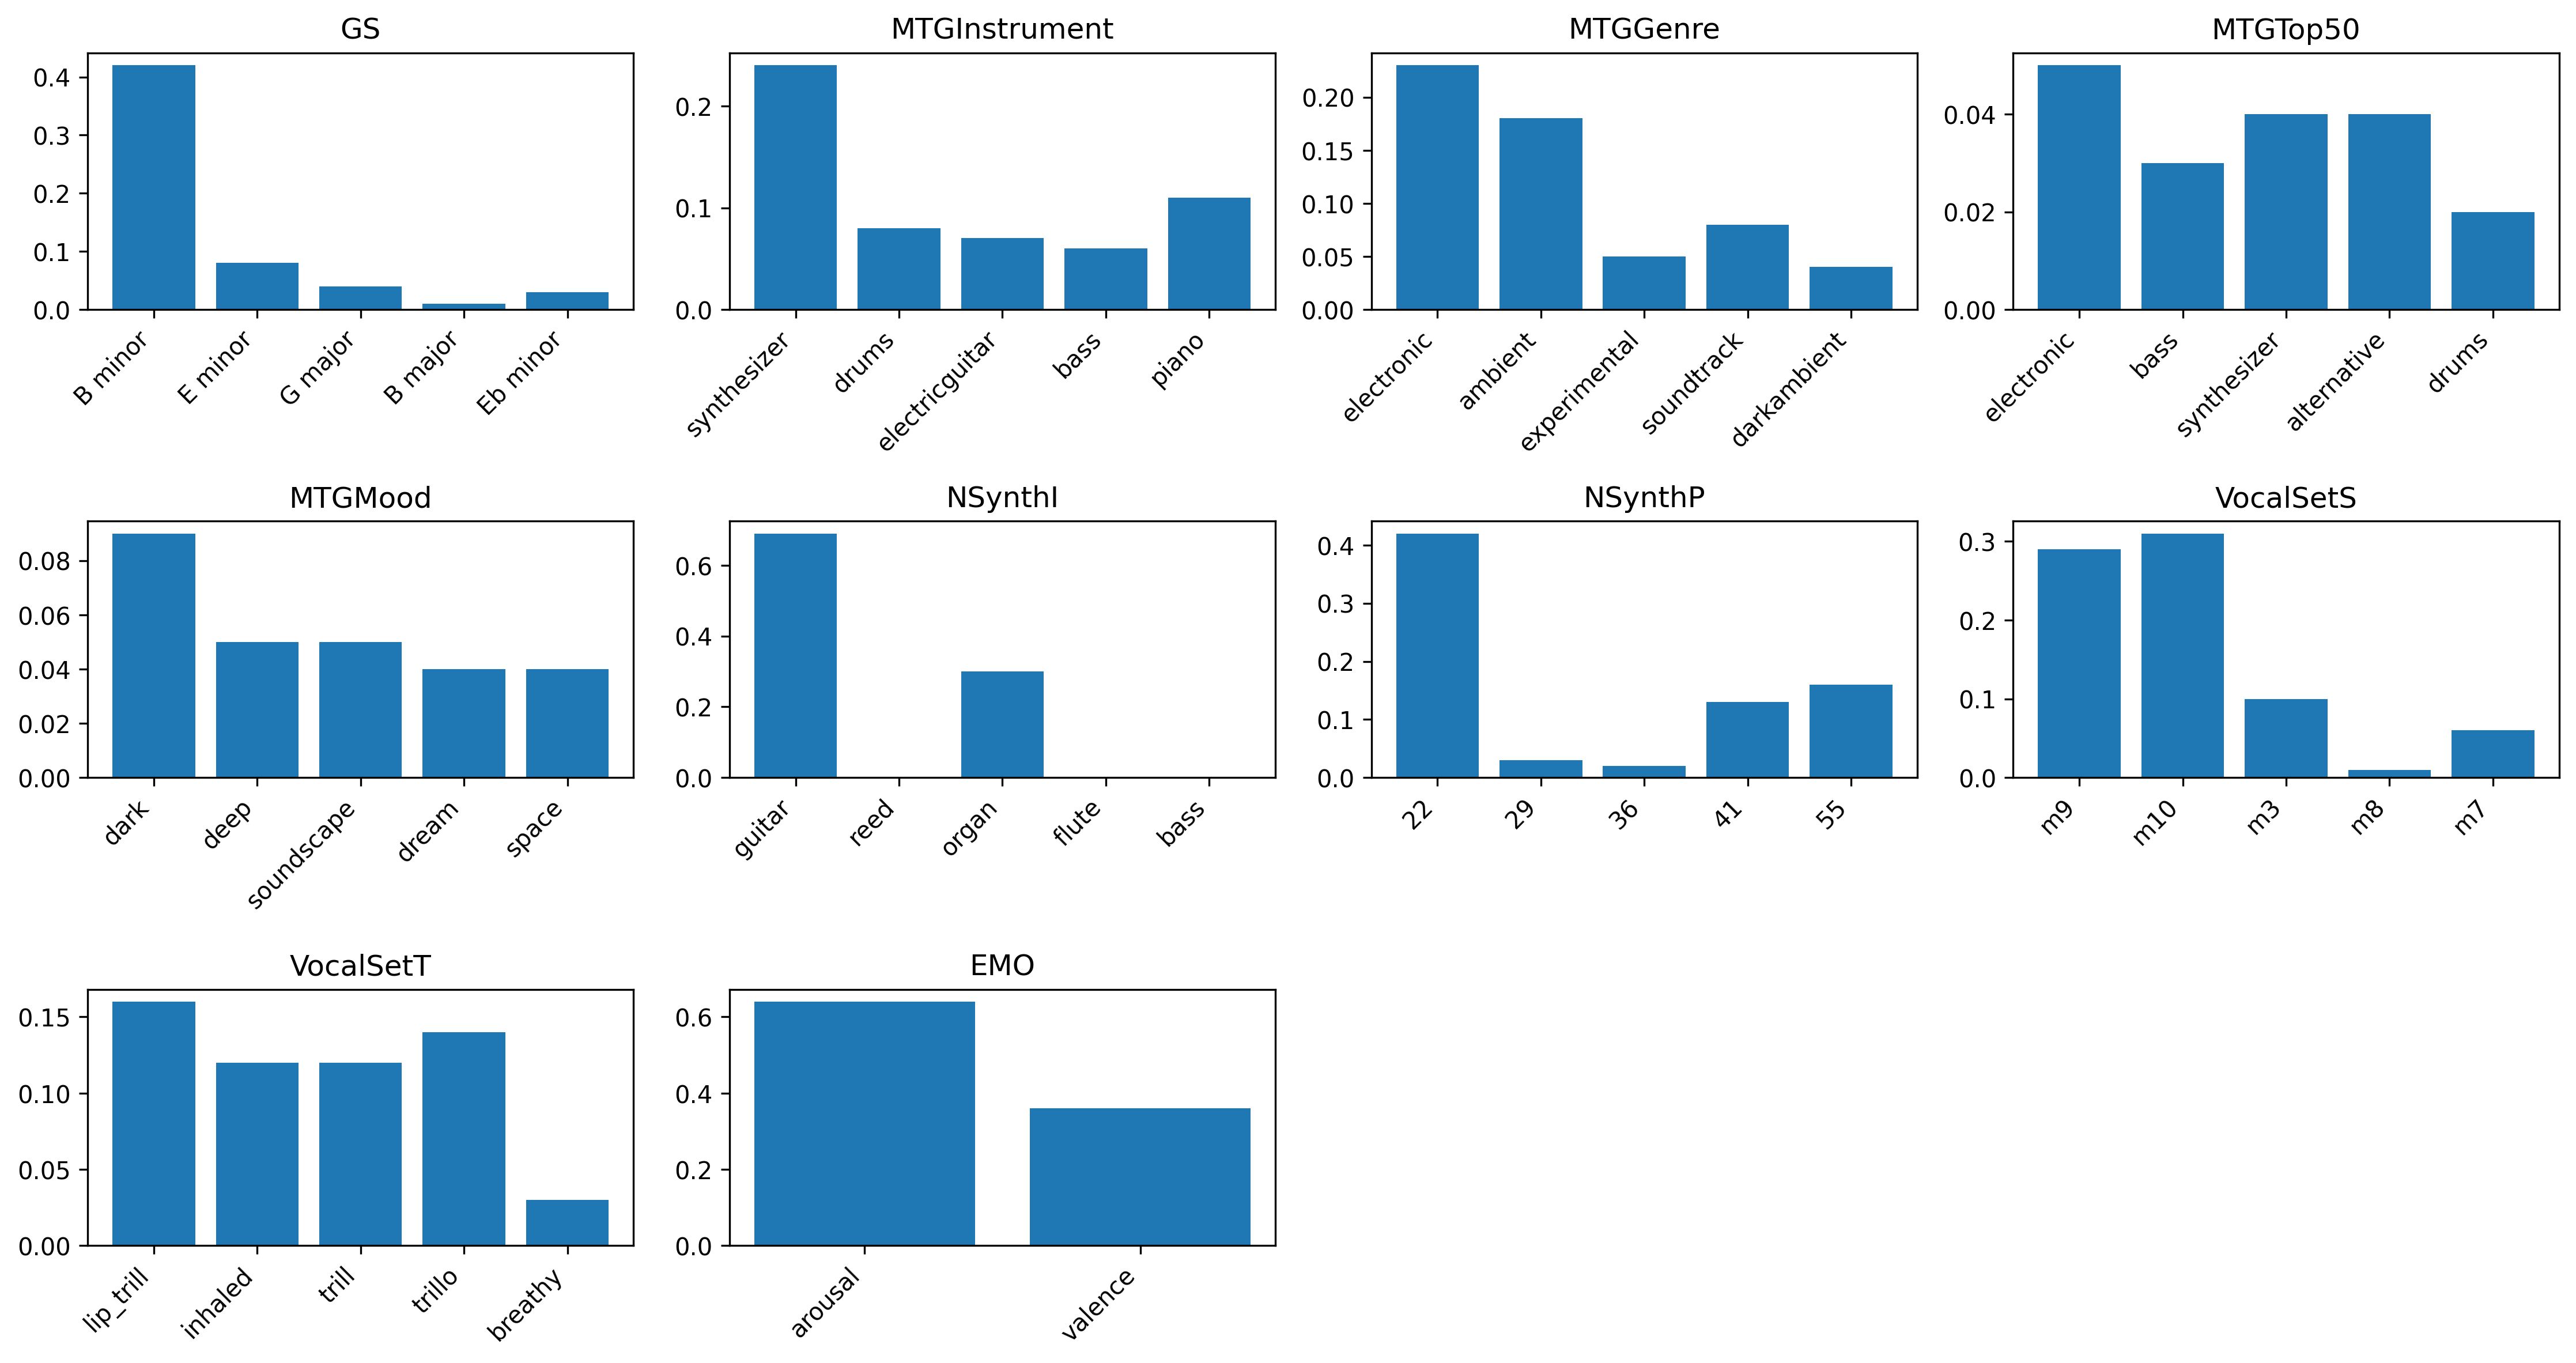 GS
0.4
0.3
0.2
0.1
0.0
B minor
E minor
G major
B major
Eb minor
MTGInstrument
0.2
0.1
0.0
synthesizer
drums
electricguitar
bass
piano
MTGGenre
0.20
0.15
0.10
0.05
0.00
electronic
ambient
experimental
soundtrack
darkambient
MTGTop50
0.04
0.02
0.00
electronic
bass
synthesizer
alternative
drums
MTGMood
0.08
0.06
0.04
0.02
0.00
dark
deep
soundscape
dream
space
NSynthI
0.6
0.4
0.2
0.0
guitar
reed
organ
flute
bass
NSynthP
0.4
0.3
0.2
0.1
0.0
22
29
36
41
55
VocalSetS
0.3
0.2
0.1
0.0
m9
m10
m3
m8
m7
VocalSetT
0.15
0.10
0.05
0.00
lip_trill
inhaled
trill
trillo
breathy
EMO
0.6
0.4
0.2
0.0
arousal
valence